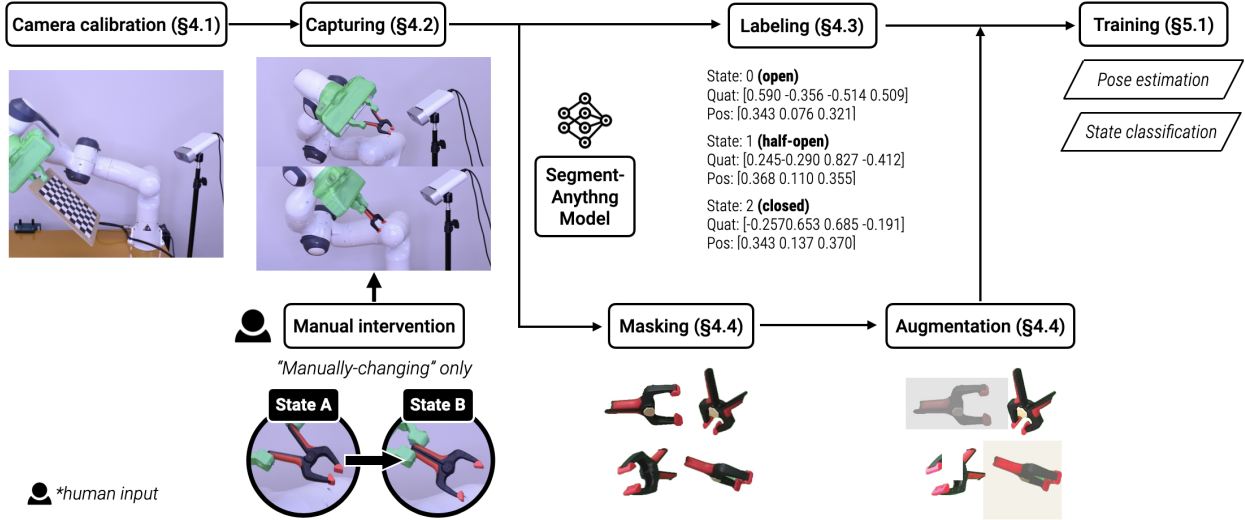 Camera calibration (§4.1)
Capturing (§4.2)
Labeling (§4.3)
Training (§5.1)
State: 0 (open)
Quat: [0.590 -0.356 -0.514 0.509]
Pos: [0.343 0.076 0.321]
State: 1 (half-open)
Quat: [0.245-0.290 0.827 -0.412]
Pos: [0.368 0.110 0.355]
State: 2 (closed)
Quat: [-0.2570.653 0.685 -0.191]
Pos: [0.343 0.137 0.370]
Pose estimation
State classification
Segment-
Anythng
Model
Manual intervention
"Manually-changing" only
State A
State B
Masking (§4.4)
Augmentation (§4.4)
*human input